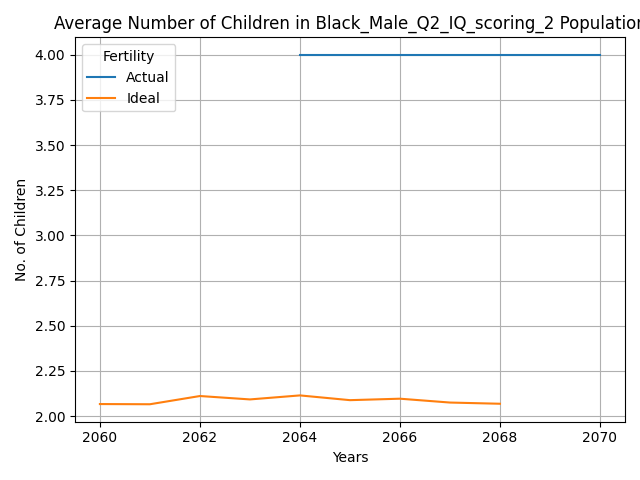 Average Number of Children in Black_Male_Q2_IQ_scoring_2 Population
Fertility
Actual
Ideal
4.00
3.75
3.50
3.25
3.00
2.75
2.50
2.25
2.00
No. of Children
2060 2062 2064 2066 2068 2070
Years